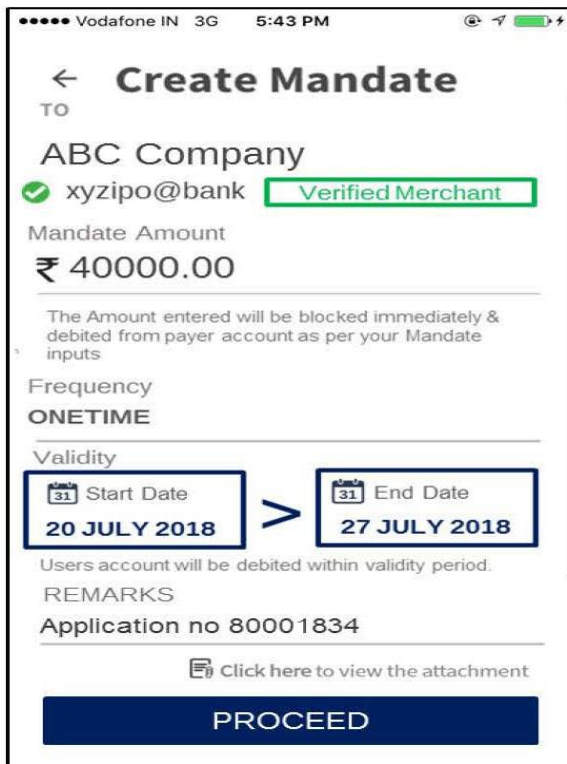 Vodafone IN 3G 5:43 PM
← Create Mandate
TO
ABC Company
xyzipo@bank Verified Merchant
Mandate Amount
₹ 40000.00
The Amount entered will be blocked immediately &
debited from payer account as per your Mandate
inputs
Frequency
ONETIME
Validity
31 Start Date > 31 End Date
20 JULY 2018 27 JULY 2018
Users account will be debited within validity period.
REMARKS
Application no 80001834
Click here to view the attachment
PROCEED